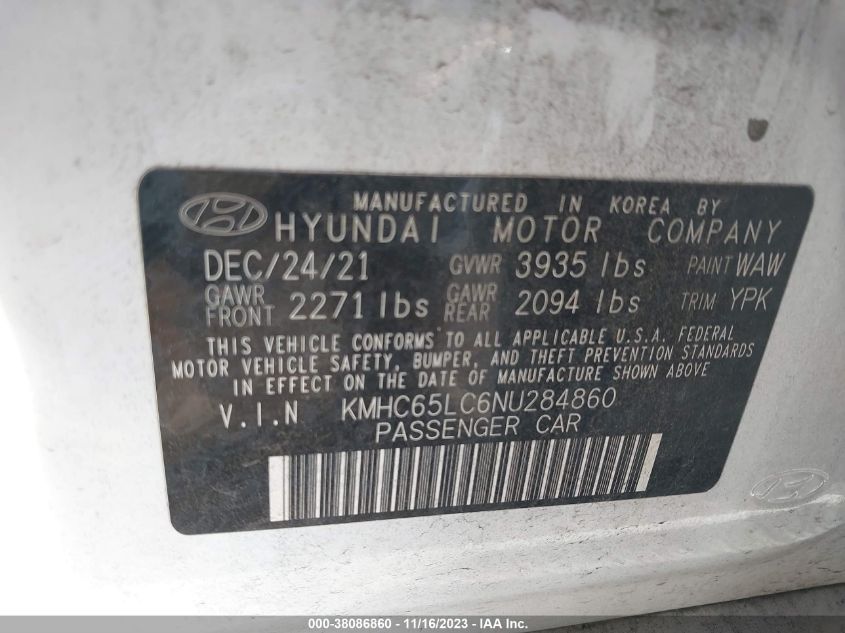 MANUFACTURED IN KOREA BY
HYUNDAI MOTOR COMPANY
DEC/24/21 GVWR 3935 lbs PAINT WAW
GAWR FRONT 2271 lbs GAWR REAR 2094 lbs TRIM YPK
THIS VEHICLE CONFORMS TO ALL APPLICABLE U.S.A. FEDERAL
MOTOR VEHICLE SAFETY, BUMPER, AND THEFT PREVENTION STANDARDS
IN EFFECT ON THE DATE OF MANUFACTURE SHOWN ABOVE.
V.I.N KMHC65LC6NU284860
PASSENGER CAR
000-38086860 - 11/16/2023 - IAA Inc.